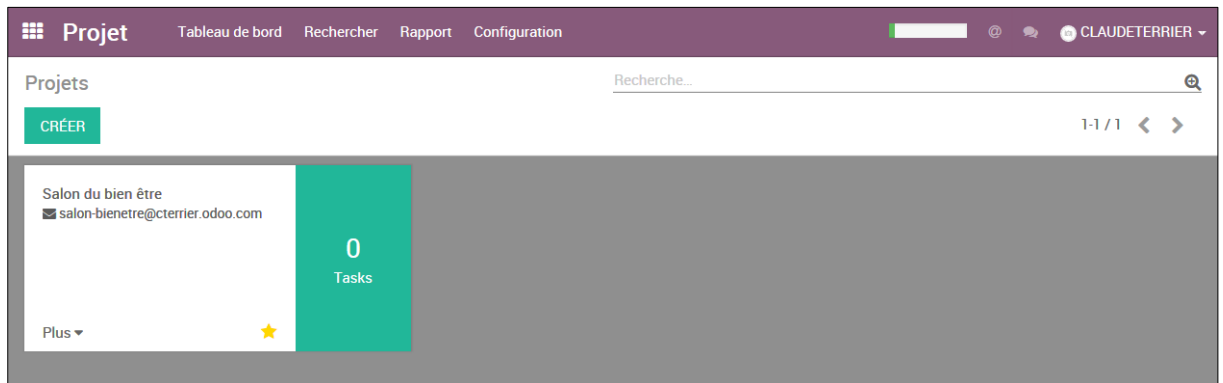 Projet Tableau de bord Rechercher Rapport Configuration @ CLAUDETERRIER
Projets Recherche...
CRÉER 1-1 / 1
Salon du bien être
salon-bienetre@cterrier.odoo.com
0
Tasks
Plus